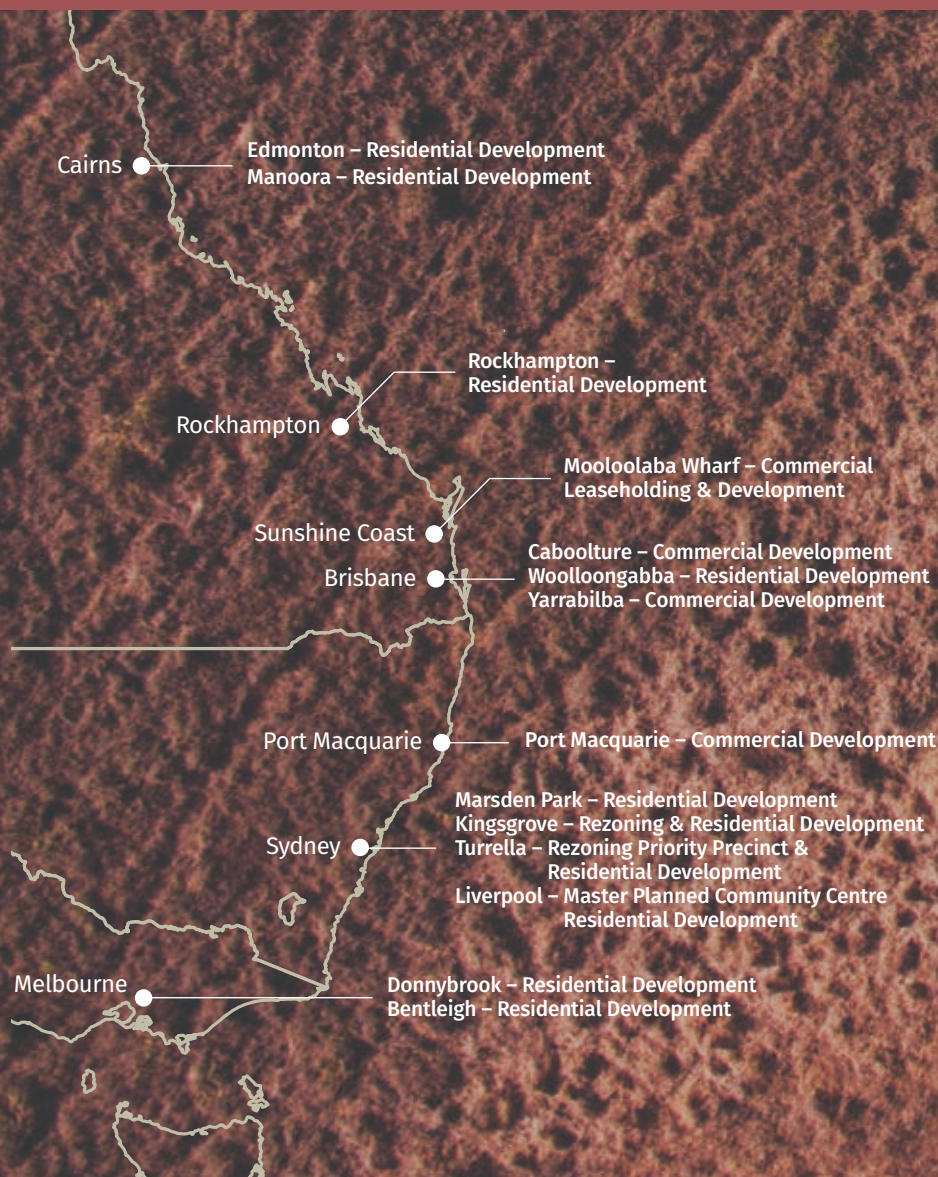 Cairns
Edmonton – Residential Development
Manoora – Residential Development
Rockhampton –
Residential Development
Rockhampton
Mooloolaba Wharf – Commercial
Leaseholding & Development
Sunshine Coast
Brisbane
Caboolture – Commercial Development
Woolloongabba – Residential Development
Yarrabilba – Commercial Development
Port Macquarie
Port Macquarie – Commercial Development
Sydney
Marsden Park – Residential Development
Kingsgrove – Rezoning & Residential Development
Turrella – Rezoning Priority Precinct &
Residential Development
Liverpool – Master Planned Community Centre
Residential Development
Melbourne
Donnybrook – Residential Development
Bentleigh – Residential Development